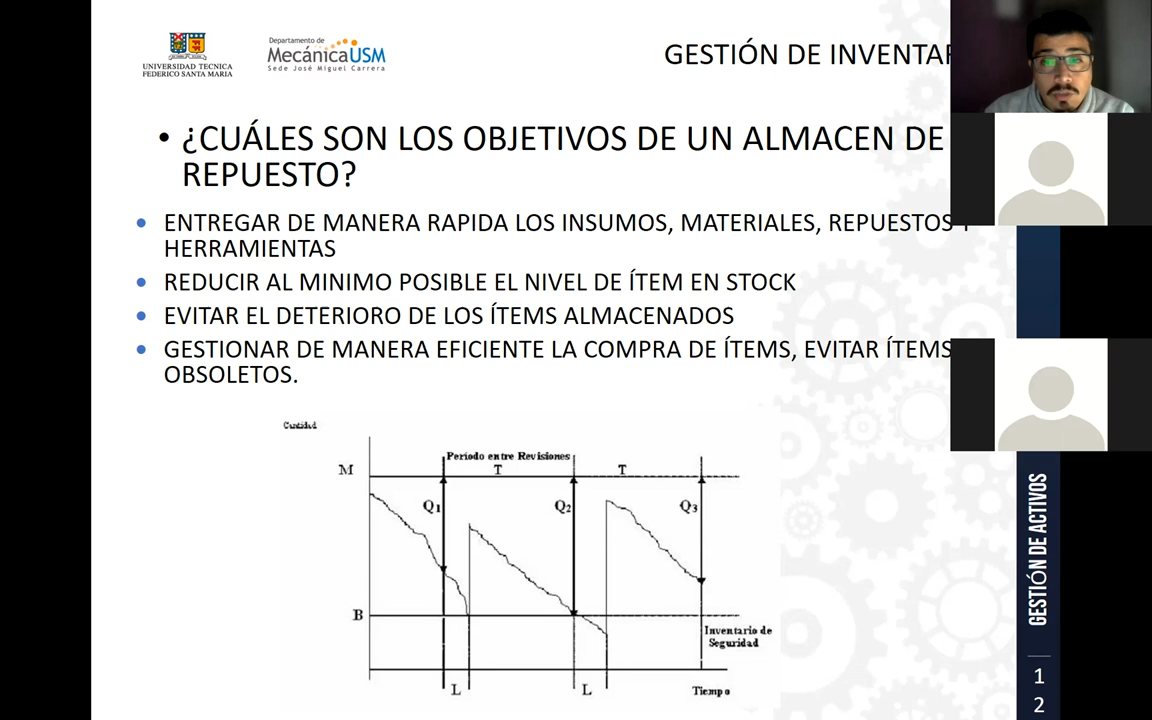 UNIVERSIDAD TECNICA
FEDERICO SANTA MARIA
Departamento de
MecánicaUSM
Sede José Miguel Carrera
GESTIÓN DE INVENTAR
• ¿CUÁLES SON LOS OBJETIVOS DE UN ALMACEN DE
REPUESTO?
• ENTREGAR DE MANERA RAPIDA LOS INSUMOS, MATERIALES, REPUESTOS Y
HERRAMIENTAS
• REDUCIR AL MINIMO POSIBLE EL NIVEL DE ÍTEM EN STOCK
• EVITAR EL DETERIORO DE LOS ÍTEMS ALMACENADOS
• GESTIONAR DE MANERA EFICIENTE LA COMPRA DE ÍTEMS, EVITAR ÍTEMS
OBSOLETOS.
Cantidad
Período entre Revisiones
M
T
T
Q1
Q2
Q3
B
Inventario de
Seguridad
L
L
Tiempo
GESTIÓN DE ACTIVOS
1
2